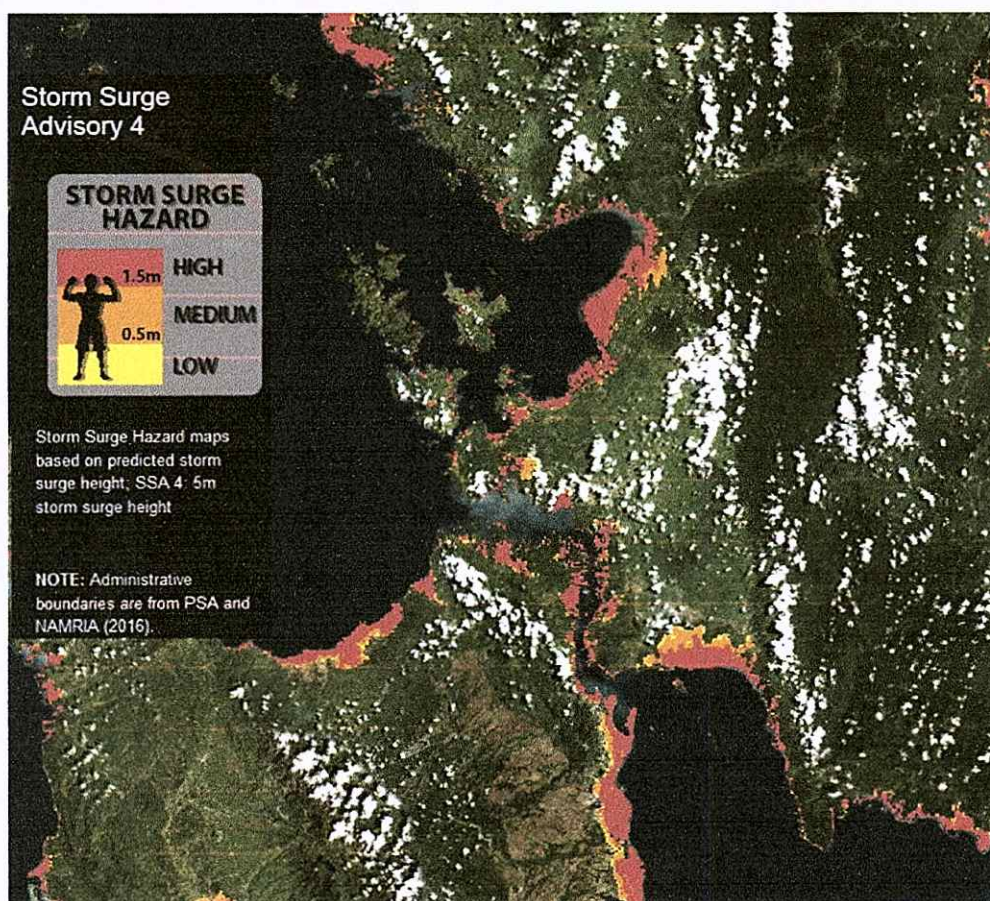 Storm Surge
Advisory 4
STORM SURGE
HAZARD
1.5m
HIGH
MEDIUM
0.5m
LOW
Storm Surge Hazard maps
based on predicted storm
surge height; SSA 4: 5m
storm surge height
NOTE: Administrative
boundaries are from PSA and
NAMRIA (2016).